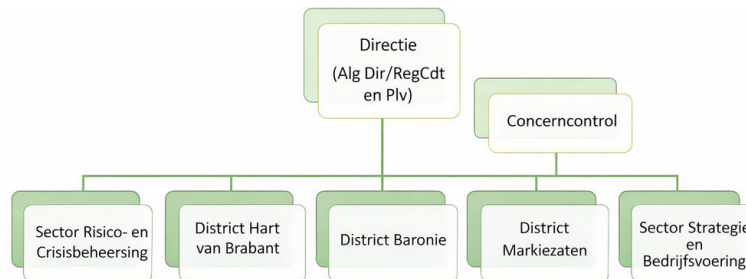 Directie
(Alg Dir/RegCdt
en Plv)
Concerncontrol
Sector Risico- en
Crisisbeheersing
District Hart
van Brabant
District Baronie
District
Markiezaten
Sector Strategie
en
Bedrijfsvoering